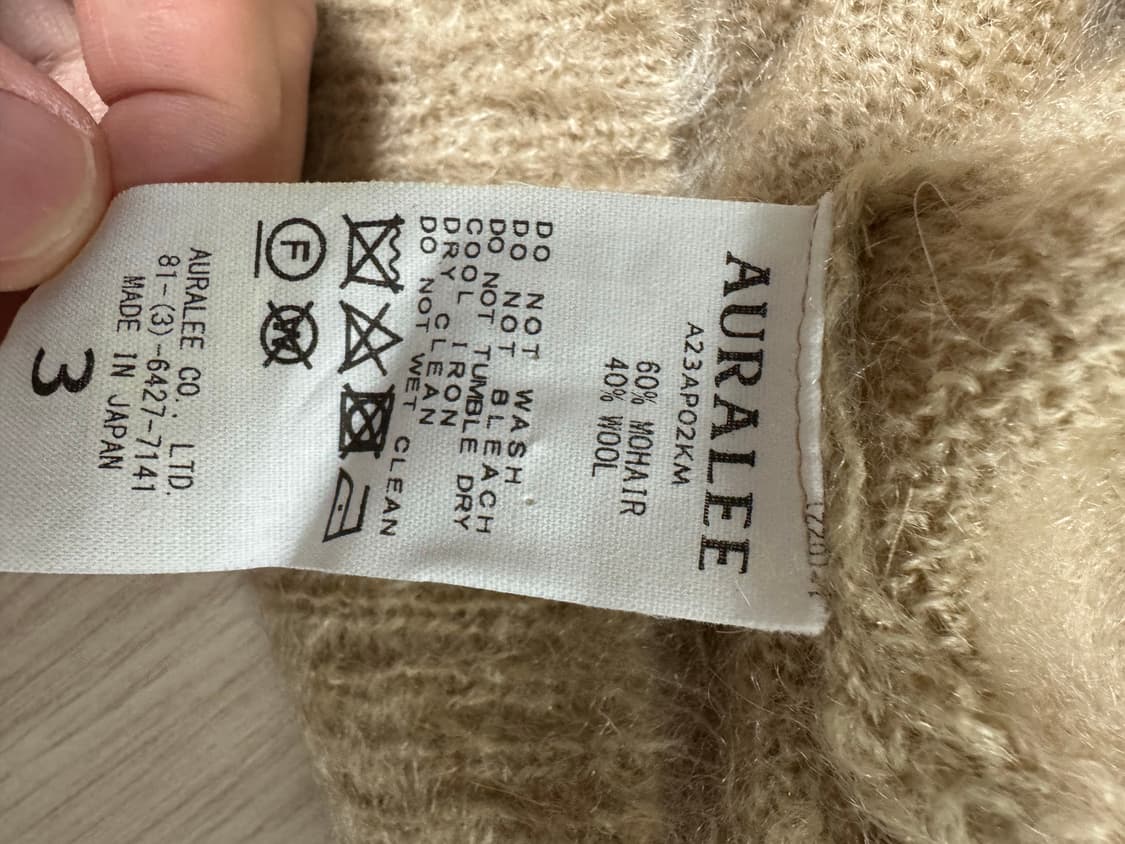 AURALEE
A23AP02KM
60% MOHAIR
40% WOOL
DO NOT WASH
DO NOT BLEACH
DO NOT TUMBLE DRY
COOL IRON
DRY CLEAN
DO NOT WET CLEAN
F
W
AURALEE CO., LTD.
81-(3)-6427-7141
MADE IN JAPAN
3